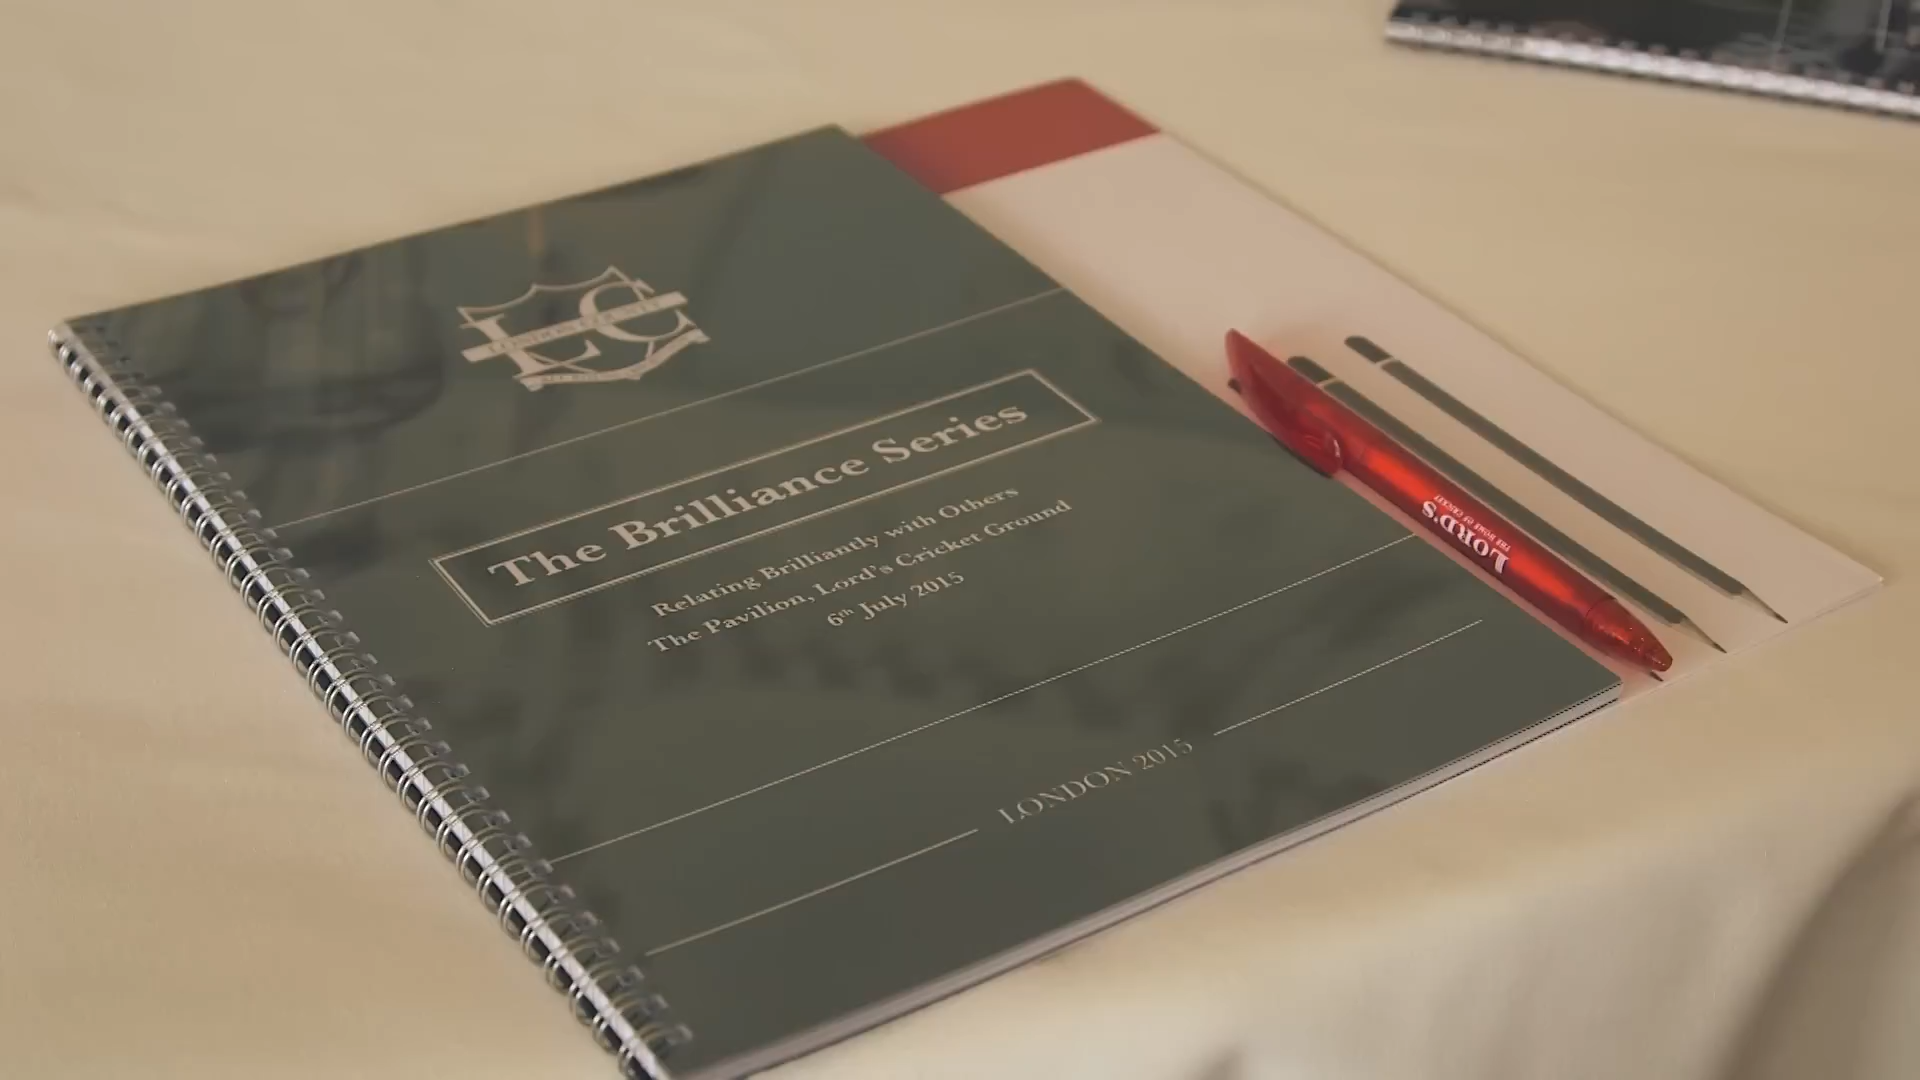 LC
The Brilliance Series
Relating Brilliantly with Others
The Pavilion, Lord's Cricket Ground
6th July 2015
LONDON 2015
LORD'S
THE HOME OF CRICKET